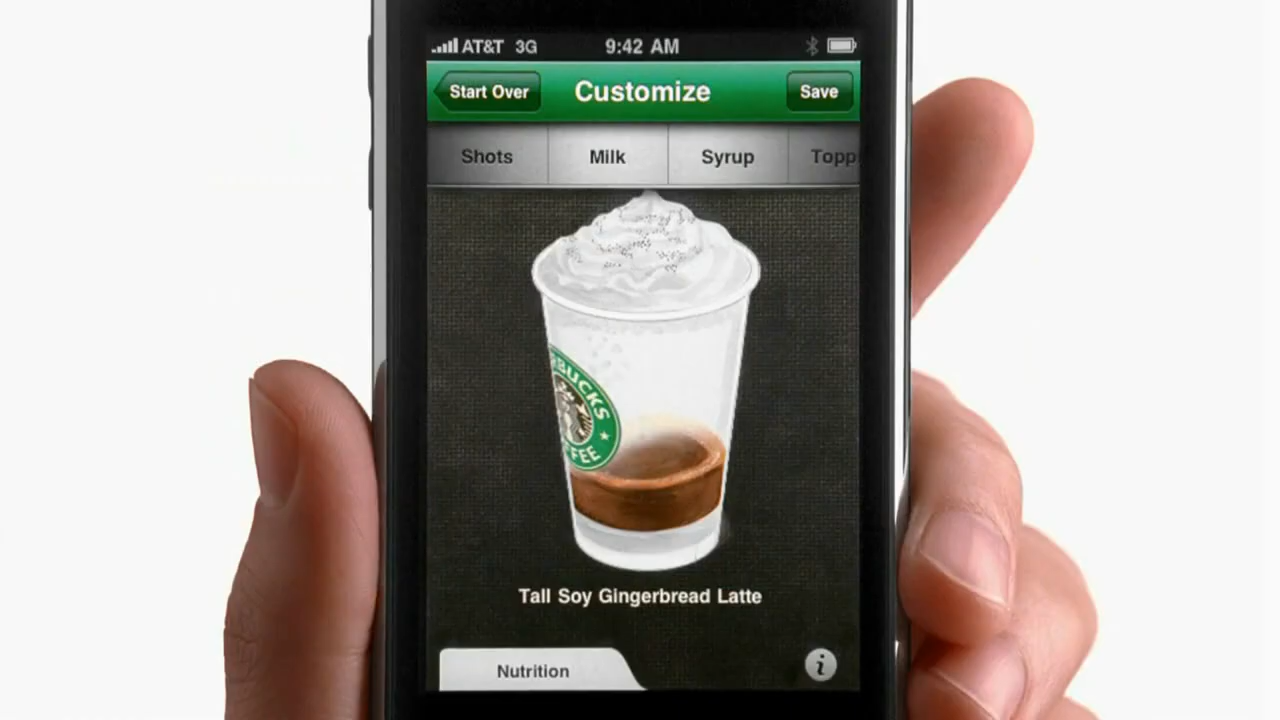 AT&T 3G 9:42 AM
Start Over Customize Save
Shots Milk Syrup Topp
BUCKS
FFEE
Tall Soy Gingerbread Latte
Nutrition
i